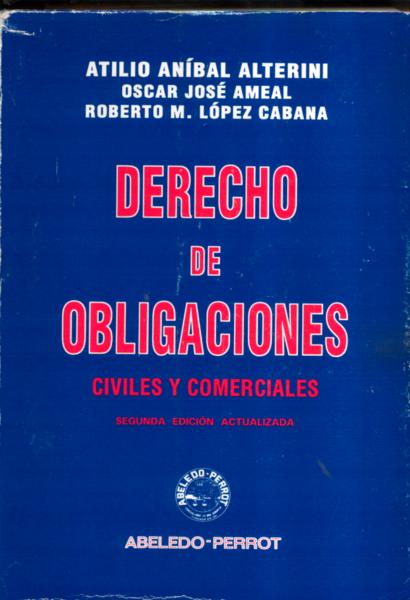 ATILIO ANÍBAL ALTERINI
OSCAR JOSÉ AMEAL
ROBERTO M. LÓPEZ CABANA
DERECHO
DE
OBLIGACIONES
CIVILES Y COMERCIALES
SEGUNDA EDICIÓN ACTUALIZADA
ABELEDO-PERROT
ABELEDO-PERROT